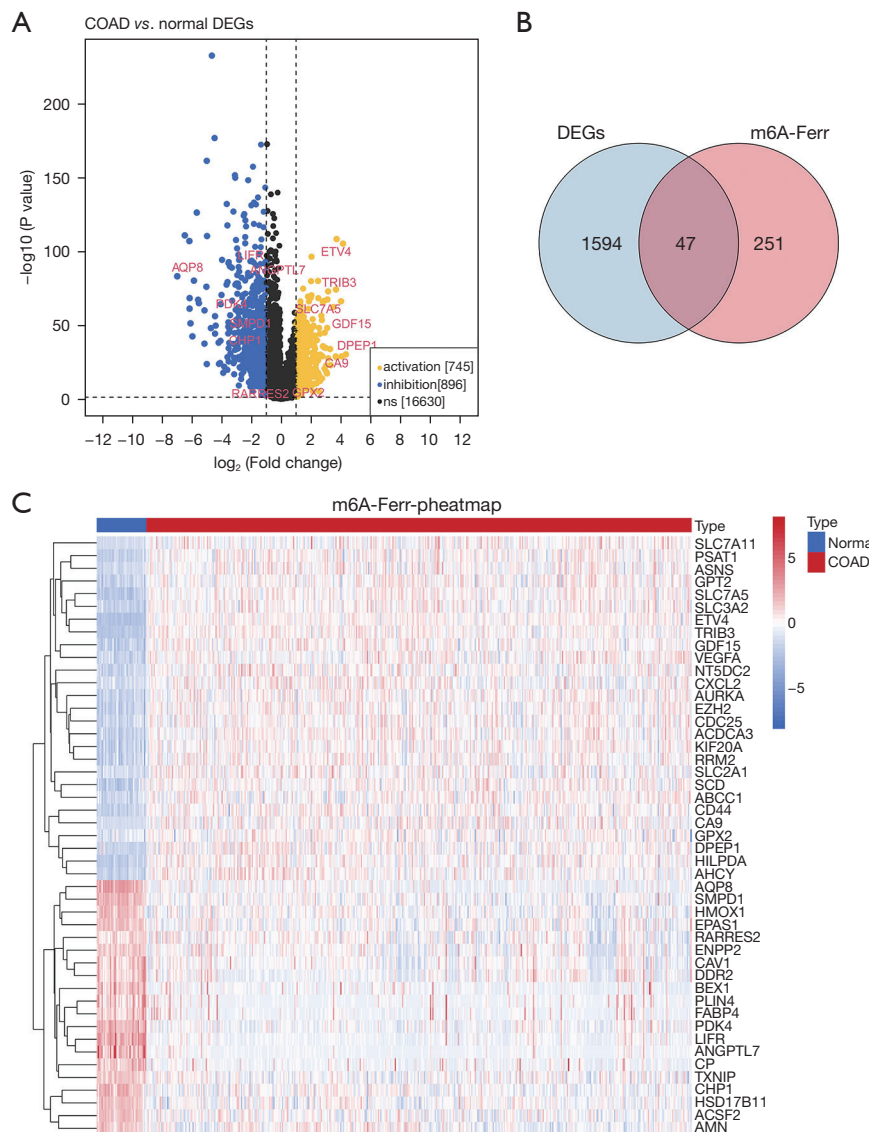 A
COAD vs. normal DEGs
−log10 (P value)
200
150
100
50
0
ETV4
LIFR
ANGPTL7
AQP8
TRIB3
PDK4
SLC7A5
SMPD1
GDF15
CHP1
DPEP1
CA9
RARRES2
GPX2
activation [745]
inhibition[896]
ns [16630]
−12 −10 −8 −6 −4 −2 0 2 4 6 8 10 12
log2 (Fold change)
B
DEGs
m6A-Ferr
1594
47
251
C
m6A-Ferr-pheatmap
Type
SLC7A11
PSAT1
ASNS
GPT2
SLC7A5
SLC3A2
ETV4
TRIB3
GDF15
VEGFA
NT5DC2
CXCL2
AURKA
EZH2
CDC25
ACDCA3
KIF20A
RRM2
SLC2A1
SCD
ABCC1
CD44
CA9
GPX2
DPEP1
HILPDA
AHCY
AQP8
SMPD1
HMOX1
EPAS1
RARRES2
ENPP2
CAV1
DDR2
BEX1
PLIN4
FABP4
PDK4
LIFR
ANGPTL7
CP
TXNIP
CHP1
HSD17B11
ACSF2
AMN
5
0
−5
Type
Norma
COAD